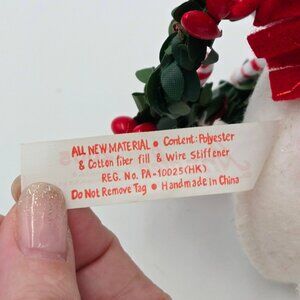 ALL NEW MATERIAL • Content: Polyester
& Cotton fiber fill & Wire Stiffener
REG. No. PA-10025(HK)
Do Not Remove Tag • Handmade in China